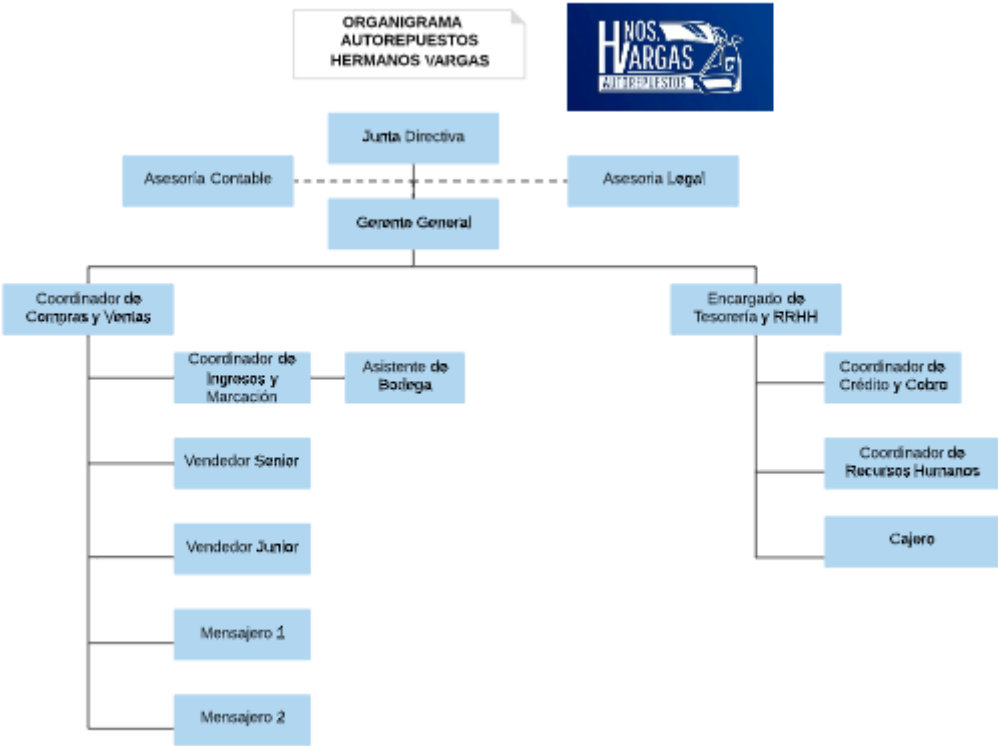 ORGANIGRAMA
AUTOREPUESTOS
HERMANOS VARGAS
HNOS.
VARGAS
AUTOREPUESTOS
Junta Directiva
Asesoría Contable
Asesoria Legal
Gerente General
Coordinador de
Compras y Ventas
Encargado de
Tesorería y RRHH
Coordinador de
Ingresos y
Marcación
Asistente de
Bodega
Coordinador de
Crédito y Cobro
Vendedor Senior
Coordinador de
Recursos Humanos
Vendedor Junior
Cajero
Mensajero 1
Mensajero 2